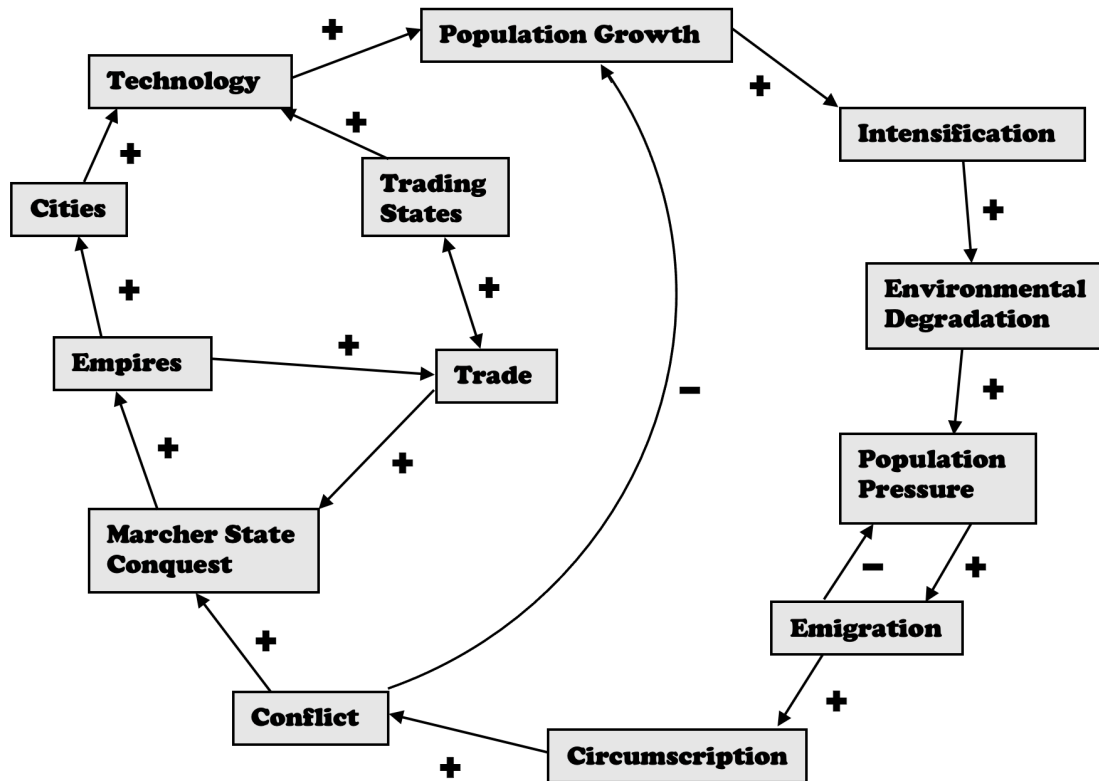 +
Population Growth
Technology
+
Intensification
+
+
Trading
States
Cities
+
+
Environmental
Degradation
+
+
Empires
+
Trade
−
+
+
+
Population
Pressure
Marcher State
Conquest
−
+
Emigration
+
+
Conflict
Circumscription
+